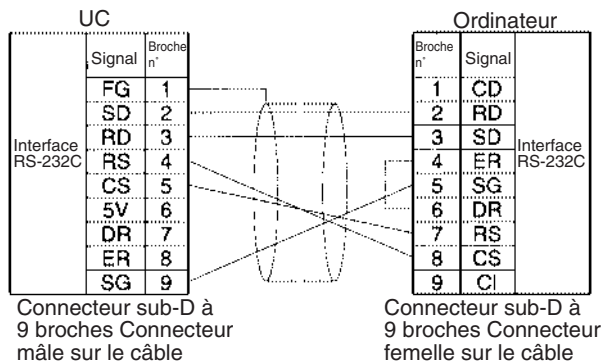 UC
Ordinateur
Interface
RS-232C
Signal
Broche
n°
FG 1
SD 2
RD 3
RS 4
CS 5
5V 6
DR 7
ER 8
SG 9
Broche
n°
Signal
Interface
RS-232C
1 CD
2 RD
3 SD
4 ER
5 SG
6 DR
7 RS
8 CS
9 CI
Connecteur sub-D à
9 broches Connecteur
mâle sur le câble
Connecteur sub-D à
9 broches Connecteur
femelle sur le câble